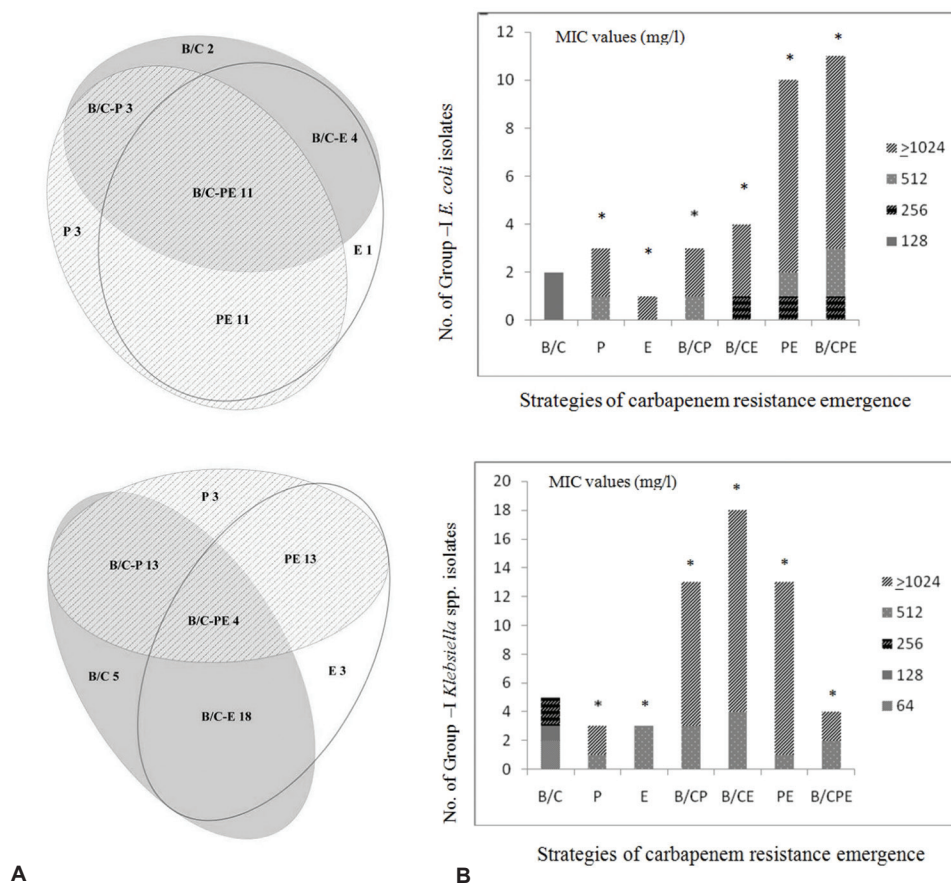 B/C 2
B/C-P 3
B/C-E 4
B/C-PE 11
P 3
E 1
PE 11
MIC values (mg/l)
No. of Group –I E. coli isolates
12
10
8
6
4
2
0
*
*
*
*
*
*
≥1024
512
256
128
B/C P E B/CP B/CE PE B/CPE
Strategies of carbapenem resistance emergence
P 3
B/C-P 13
PE 13
B/C-PE 4
B/C 5
E 3
B/C-E 18
A
MIC values (mg/l)
No. of Group –I Klebsiella spp. isolates
20
18
16
14
12
10
8
6
4
2
0
*
*
*
*
*
*
≥1024
512
256
128
64
B/C P E B/CP B/CE PE B/CPE
Strategies of carbapenem resistance emergence
B